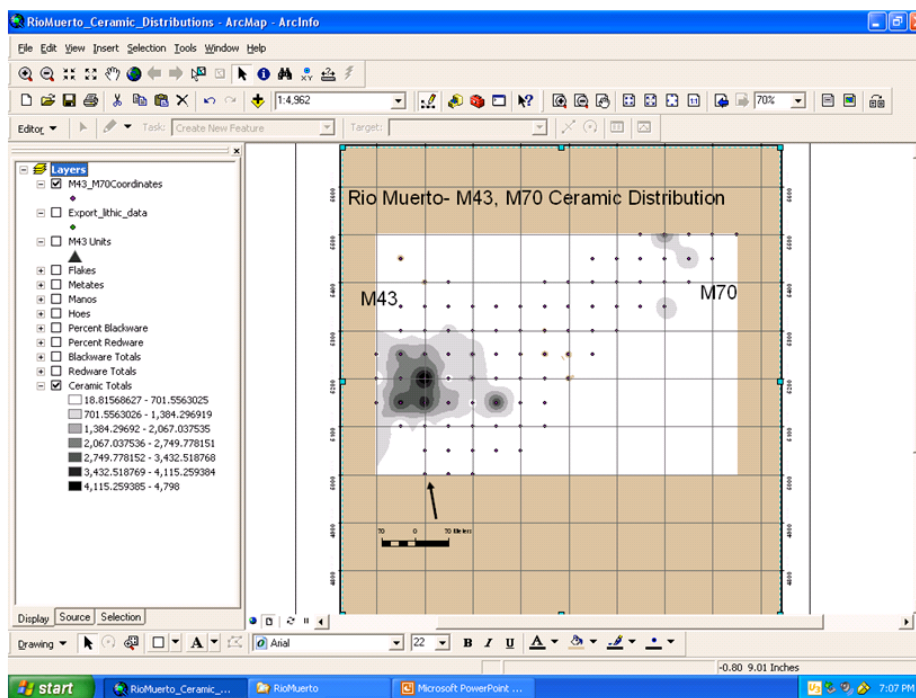 RioMuerto_Ceramic_Distributions - ArcMap - ArcInfo
File Edit View Insert Selection Tools Window Help
1:4,962
70%
Editor
Task: Create New Feature
Target:
Layers
M43_M70Coordinates
Export_lithic_data
M43 Units
Flakes
Metates
Manos
Hoes
Percent Blackware
Percent Redware
Blackware Totals
Redware Totals
Ceramic Totals
18.81568627 - 701.5563025
701.5563026 - 1,384.296919
1,384.29692 - 2,067.037535
2,067.037536 - 2,749.778151
2,749.778152 - 3,432.518768
3,432.518769 - 4,115.259384
4,115.259385 - 4,798
Rio Muerto- M43, M70 Ceramic Distribution
M43
M70
70 0 70
Display Source Selection
Drawing
A
Arial
22
B I U
A
-0.80 9.01 Inches
start
RioMuerto_Ceramic_...
RioMuerto
Microsoft PowerPoint ...
7:07 PM